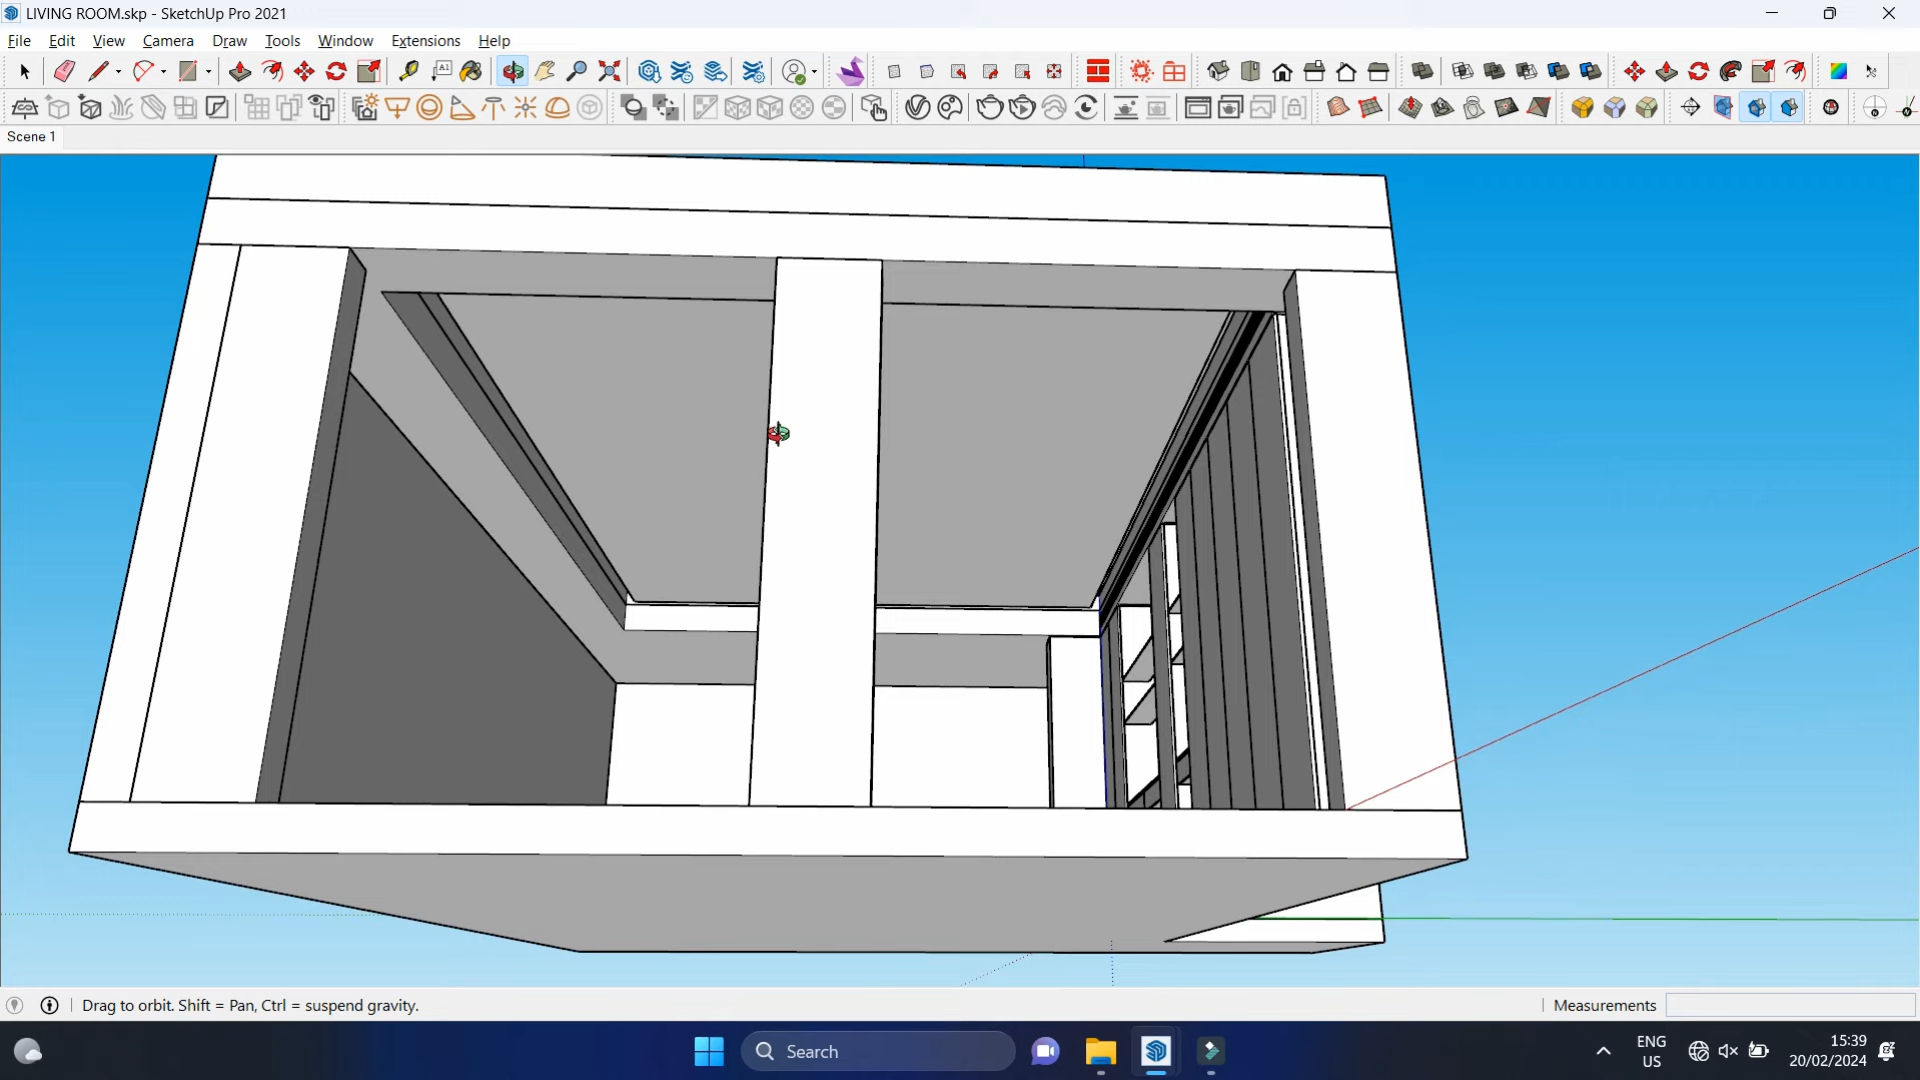 LIVING ROOM.skp - SketchUp Pro 2021
File Edit View Camera Draw Tools Window Extensions Help
A1
Scene 1
Drag to orbit. Shift = Pan, Ctrl = suspend gravity.
Measurements
Search
ENG
US
15:39
20/02/2024